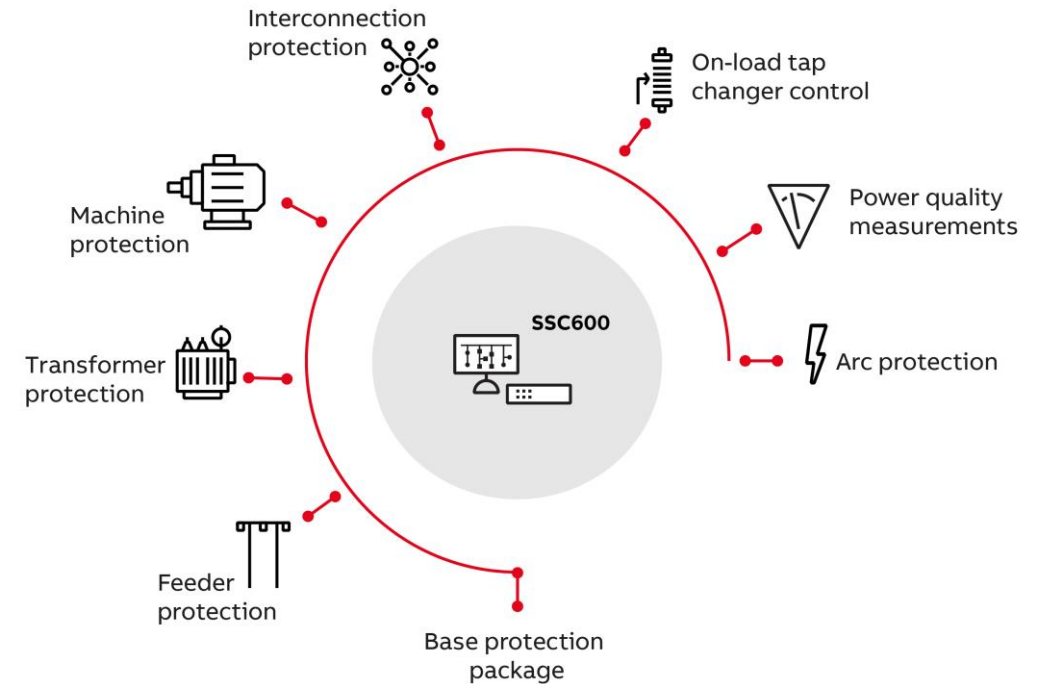 Interconnection
protection
On-load tap
changer control
Machine
protection
Power quality
measurements
SSC600
Transformer
protection
Arc protection
Feeder
protection
Base protection
package